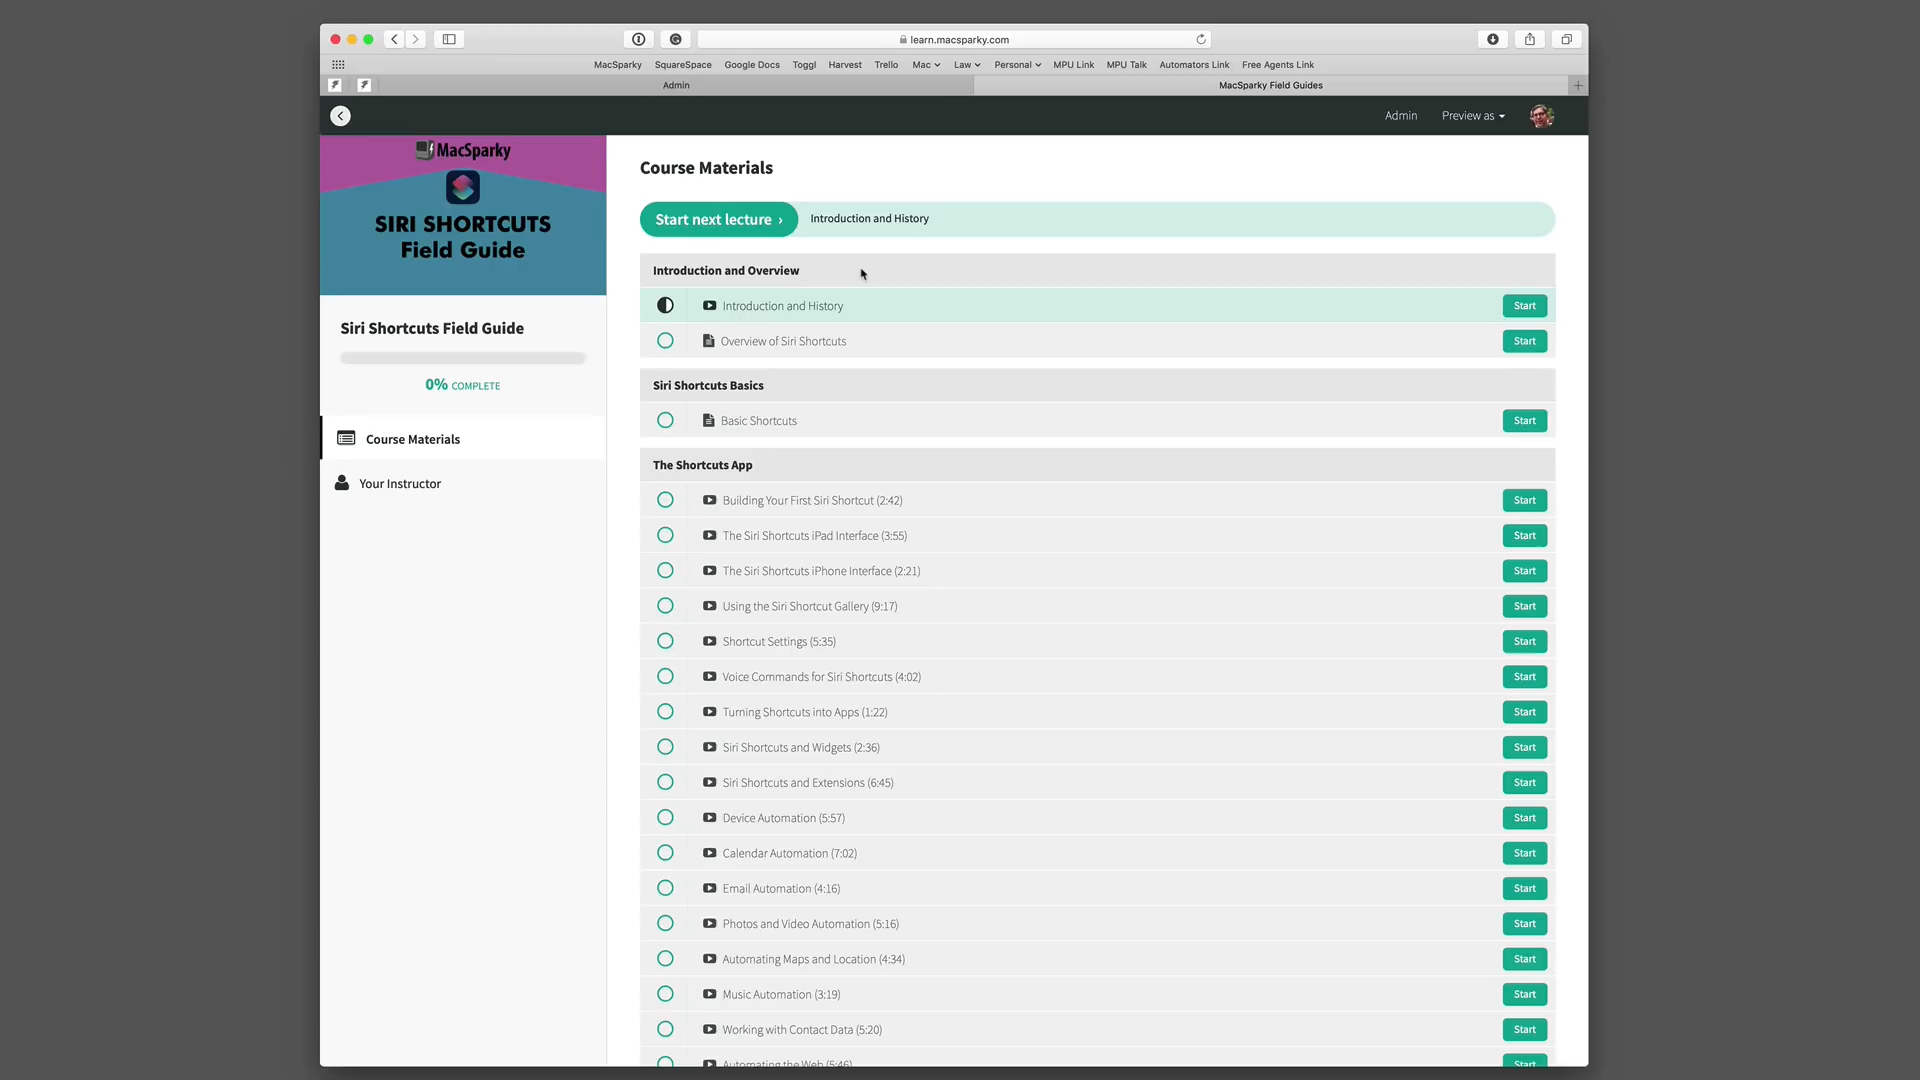 learn.macsparky.com
MacSparky SquareSpace Google Docs Toggl Harvest Trello Mac Law Personal MPU Link MPU Talk Automators Link Free Agents Link
Admin MacSparky Field Guides
Admin Preview as
MacSparky
SIRI SHORTCUTS
Field Guide
Siri Shortcuts Field Guide
0% COMPLETE
Course Materials
Your Instructor
Course Materials
Start next lecture › Introduction and History
Introduction and Overview
Introduction and History Start
Overview of Siri Shortcuts Start
Siri Shortcuts Basics
Basic Shortcuts Start
The Shortcuts App
Building Your First Siri Shortcut (2:42) Start
The Siri Shortcuts iPad Interface (3:55) Start
The Siri Shortcuts iPhone Interface (2:21) Start
Using the Siri Shortcut Gallery (9:17) Start
Shortcut Settings (5:35) Start
Voice Commands for Siri Shortcuts (4:02) Start
Turning Shortcuts into Apps (1:22) Start
Siri Shortcuts and Widgets (2:36) Start
Siri Shortcuts and Extensions (6:45) Start
Device Automation (5:57) Start
Calendar Automation (7:02) Start
Email Automation (4:16) Start
Photos and Video Automation (5:16) Start
Automating Maps and Location (4:34) Start
Music Automation (3:19) Start
Working with Contact Data (5:20) Start
Automating the Web (5:46) Start